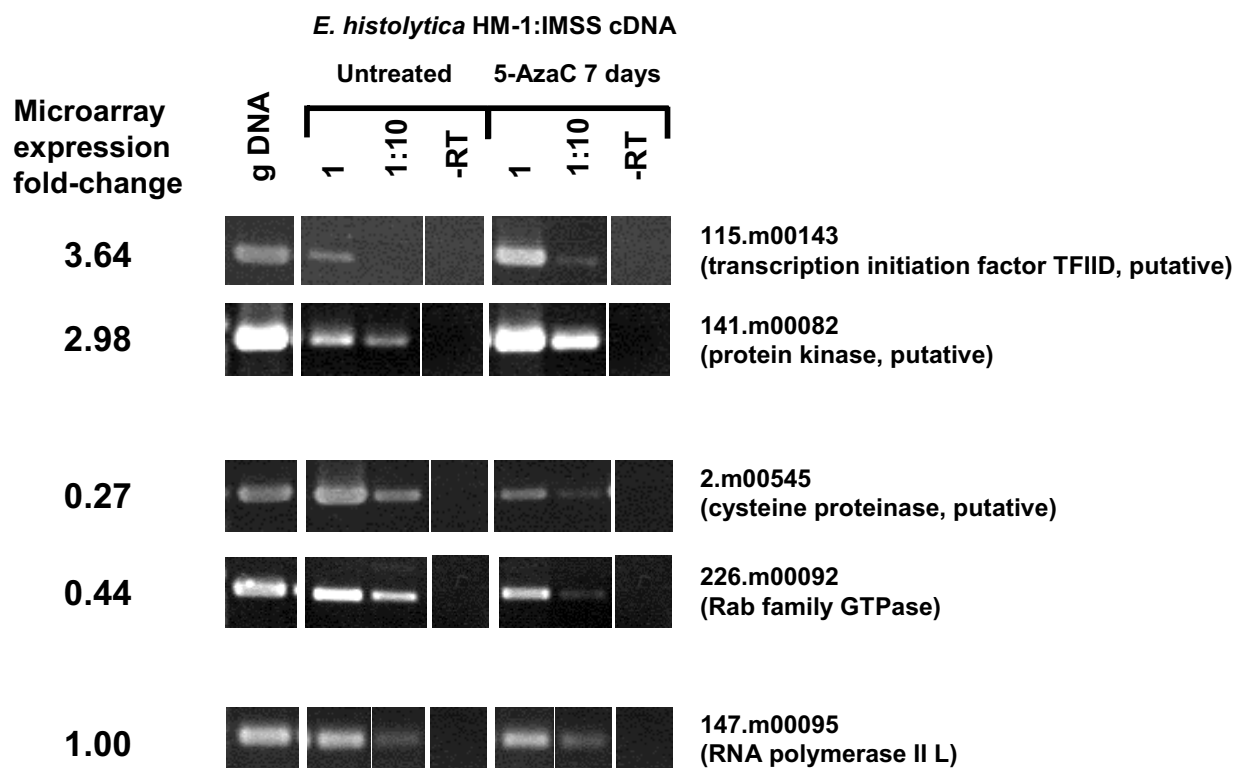 E. histolytica HM-1:IMSS cDNA
Untreated
5-AzaC 7 days
Microarray
expression
fold-change
g DNA
1
1:10
-RT
1
1:10
-RT
3.64
115.m00143
(transcription initiation factor TFIID, putative)
2.98
141.m00082
(protein kinase, putative)
0.27
2.m00545
(cysteine proteinase, putative)
0.44
226.m00092
(Rab family GTPase)
1.00
147.m00095
(RNA polymerase II L)